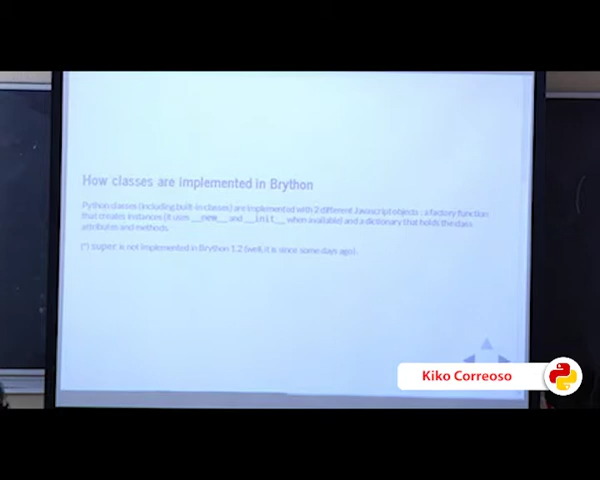 How classes are implemented in Brython
Python classes (including built-in classes) are implemented with 2 different Javascript objects : a factory function
that creates instances (it uses __new__ and __init__ when available) and a dictionary that holds the class
attributes and methods.
(*) super is not implemented in Brython 1.2 (well, it is since some days ago).
Kiko Correoso